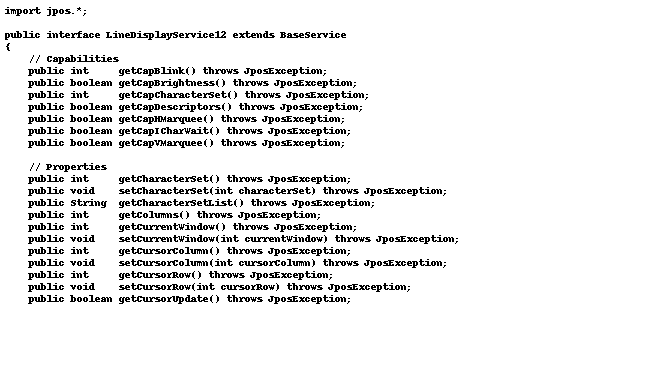 import jpos.*;

public interface LineDisplayService12 extends BaseService
{
    // Capabilities
    public int     getCapBlink() throws JposException;
    public boolean getCapBrightness() throws JposException;
    public int     getCapCharacterSet() throws JposException;
    public boolean getCapDescriptors() throws JposException;
    public boolean getCapHMarquee() throws JposException;
    public boolean getCapICharWait() throws JposException;
    public boolean getCapVMarquee() throws JposException;

    // Properties
    public int     getCharacterSet() throws JposException;
    public void    setCharacterSet(int characterSet) throws JposException;
    public String  getCharacterSetList() throws JposException;
    public int     getColumns() throws JposException;
    public int     getCurrentWindow() throws JposException;
    public void    setCurrentWindow(int currentWindow) throws JposException;
    public int     getCursorColumn() throws JposException;
    public void    setCursorColumn(int cursorColumn) throws JposException;
    public int     getCursorRow() throws JposException;
    public void    setCursorRow(int cursorRow) throws JposException;
    public boolean getCursorUpdate() throws JposException;